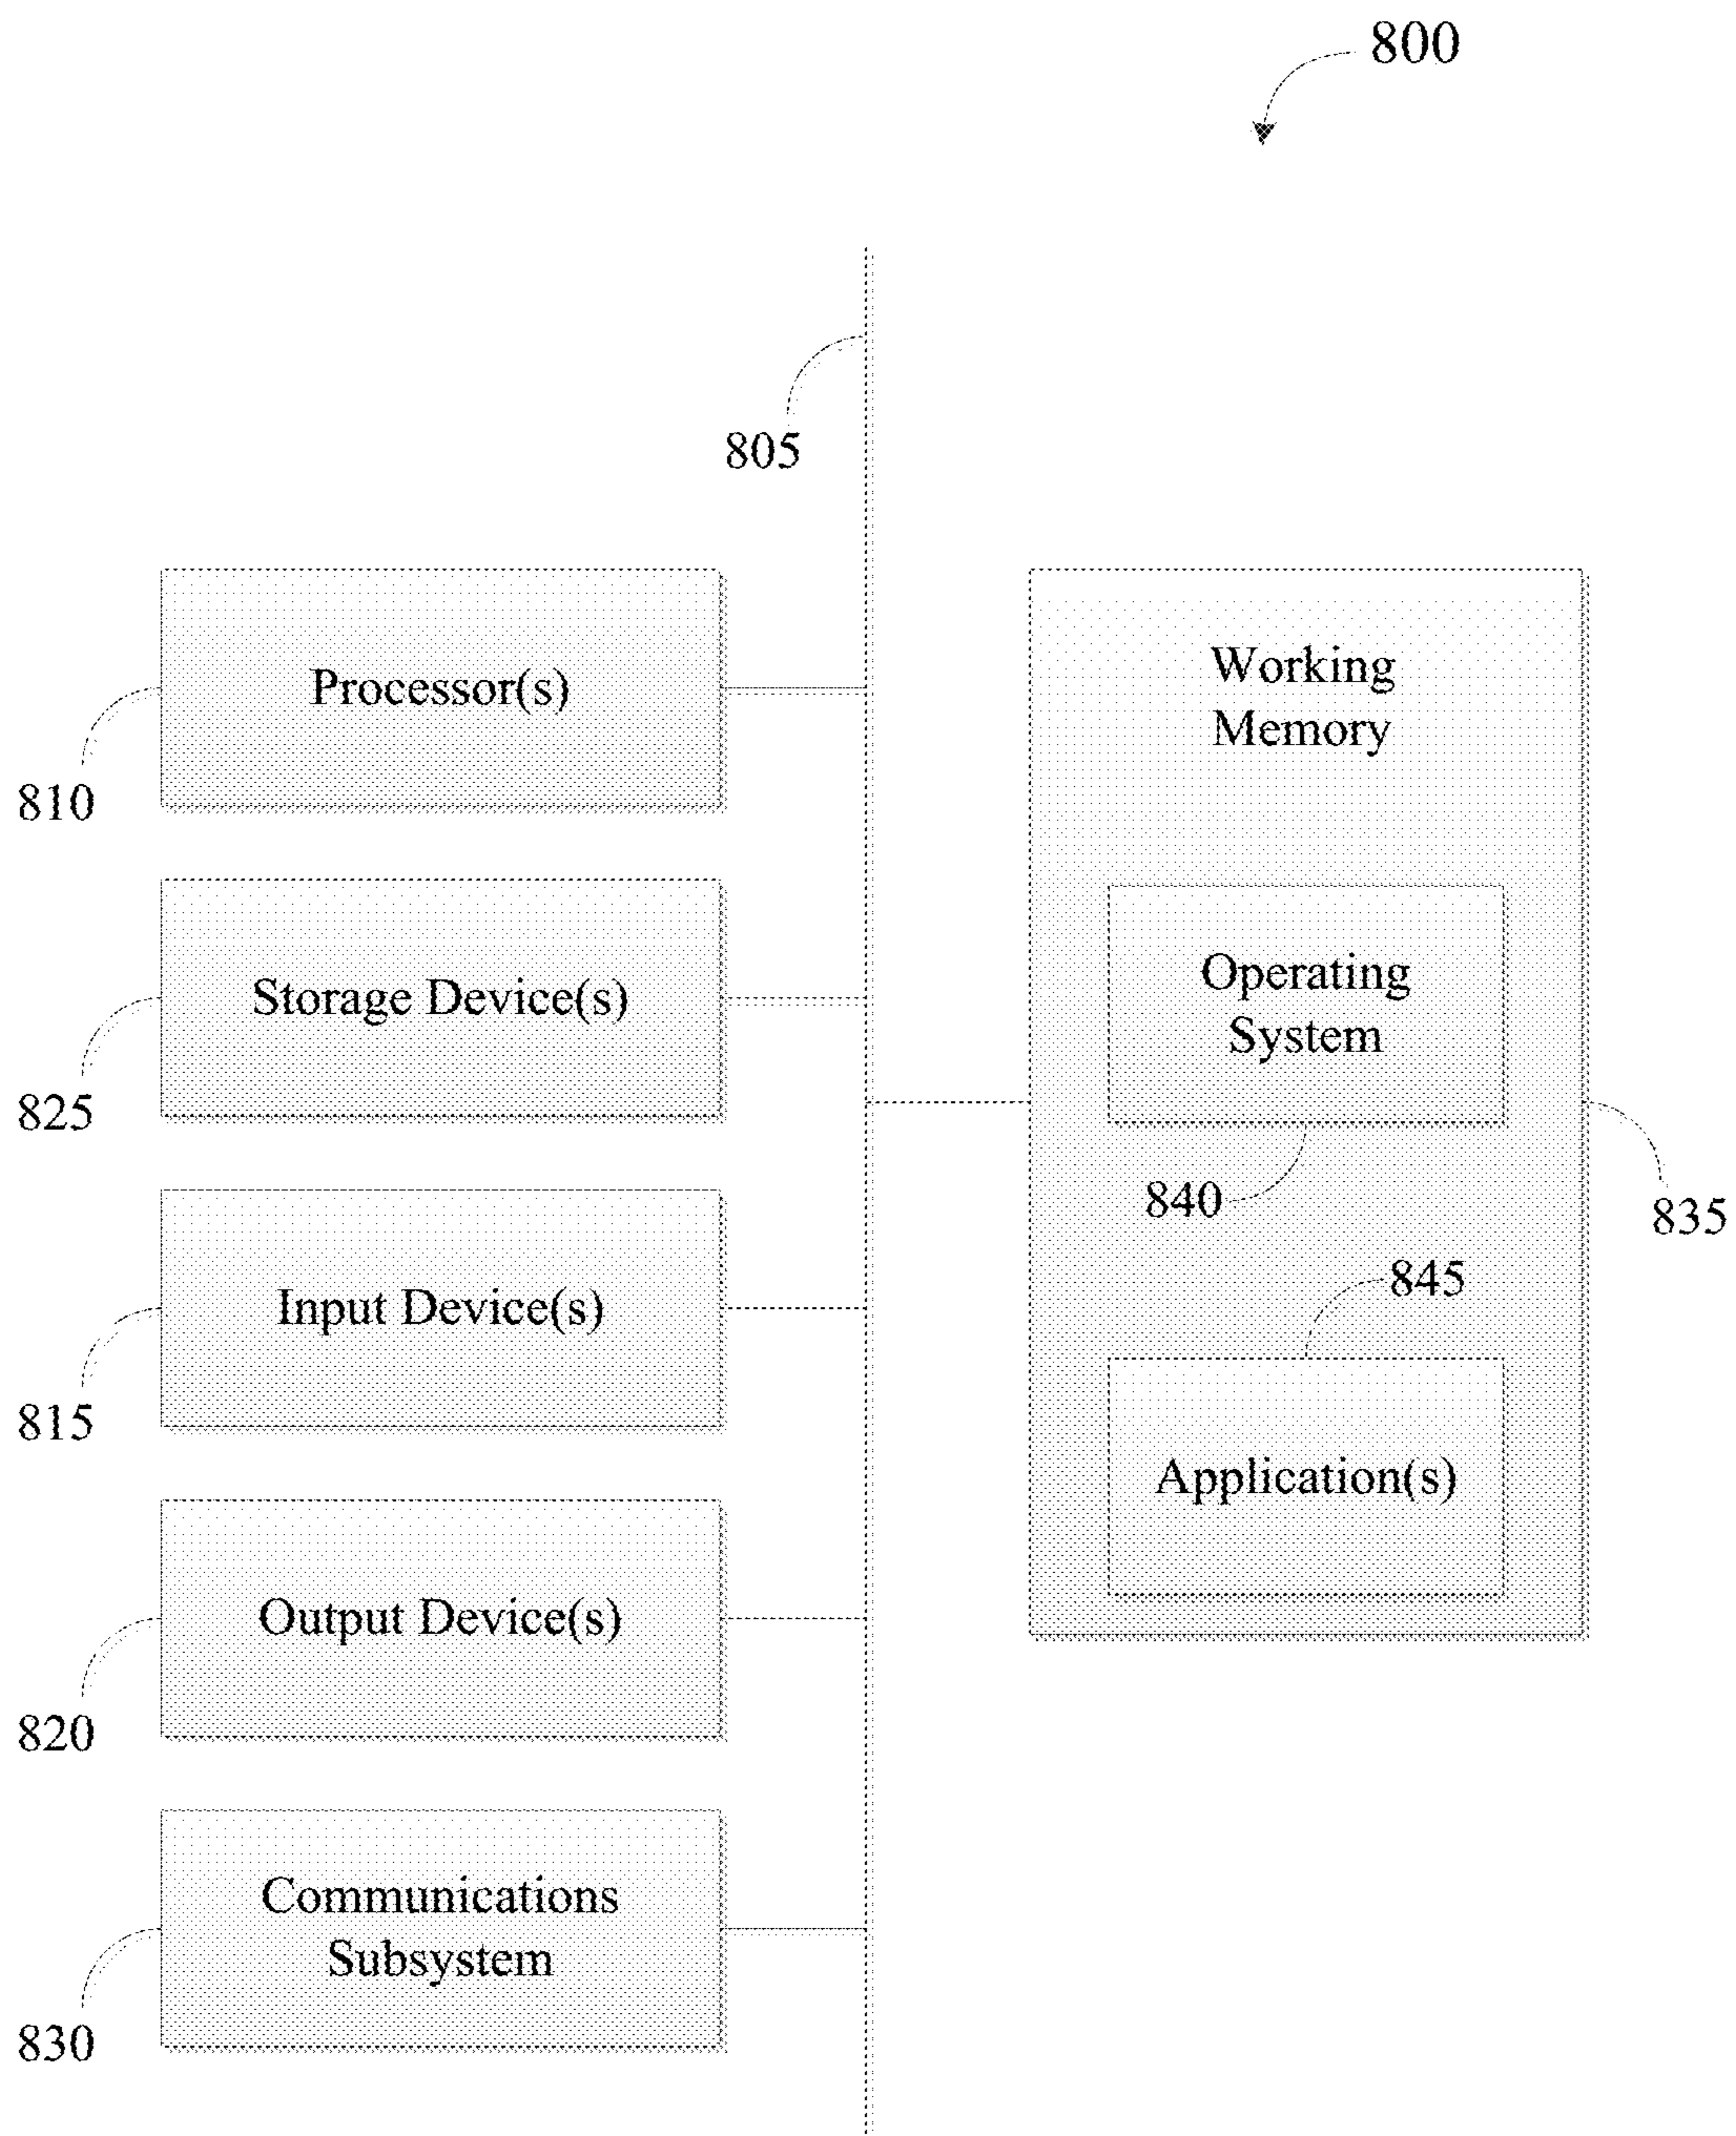 800
805
Processor(s)
810
Storage Device(s)
825
Input Device(s)
815
Output Device(s)
820
Communications
Subsystem
830
Working
Memory
Operating
System
840
835
845
Application(s)